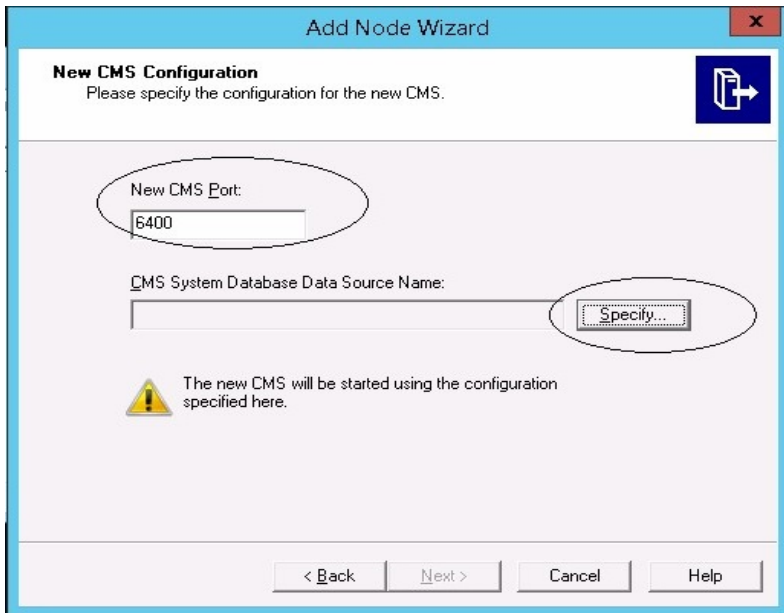 Add Node Wizard
x
New CMS Configuration
Please specify the configuration for the new CMS.
New CMS Port:
6400
CMS System Database Data Source Name:
Specify...
The new CMS will be started using the configuration
specified here.
< Back
Next >
Cancel
Help